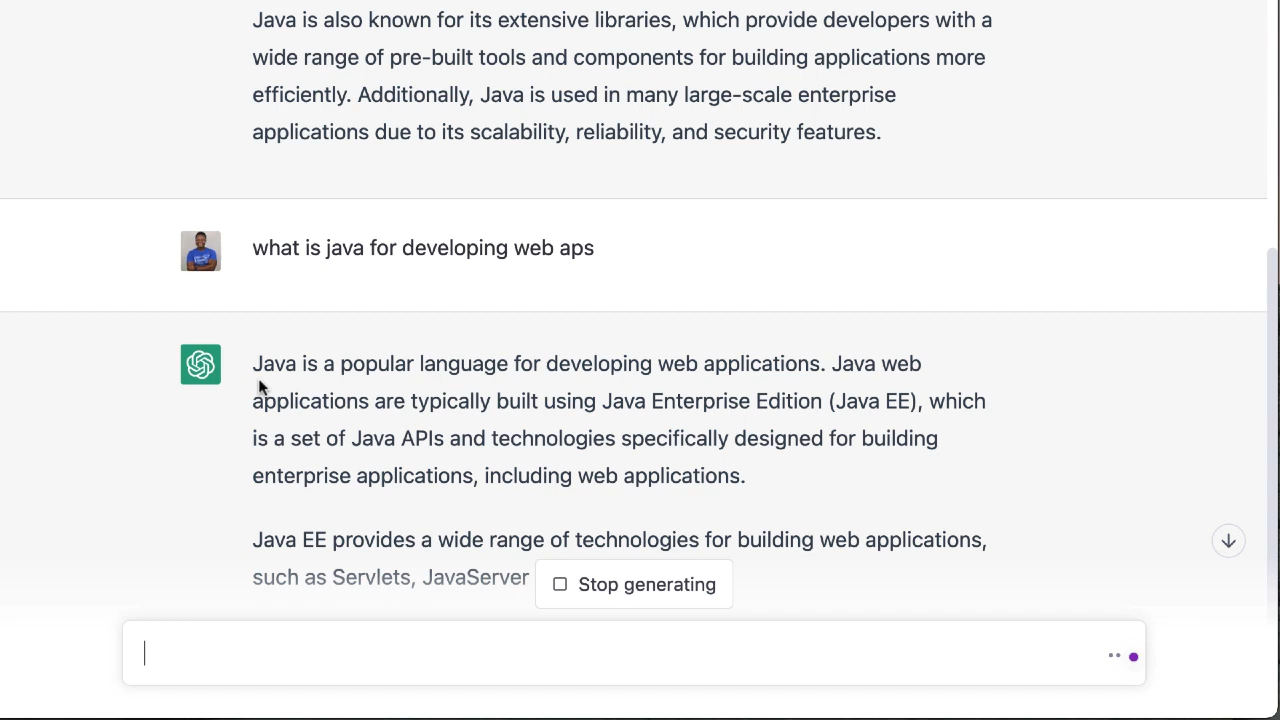 Java is also known for its extensive libraries, which provide developers with a
wide range of pre-built tools and components for building applications more
efficiently. Additionally, Java is used in many large-scale enterprise
applications due to its scalability, reliability, and security features.
what is java for developing web aps
Java is a popular language for developing web applications. Java web
applications are typically built using Java Enterprise Edition (Java EE), which
is a set of Java APIs and technologies specifically designed for building
enterprise applications, including web applications.
Java EE provides a wide range of technologies for building web applications,
such as Servlets, JavaServer
Stop generating